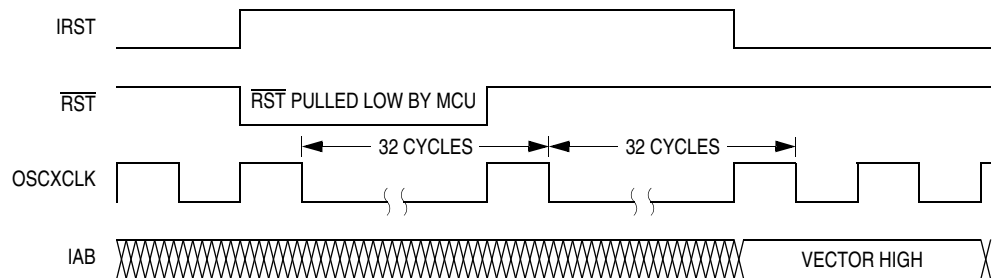 IRST
RST
RST PULLED LOW BY MCU
32 CYCLES
32 CYCLES
OSCXCLK
IAB
VECTOR HIGH